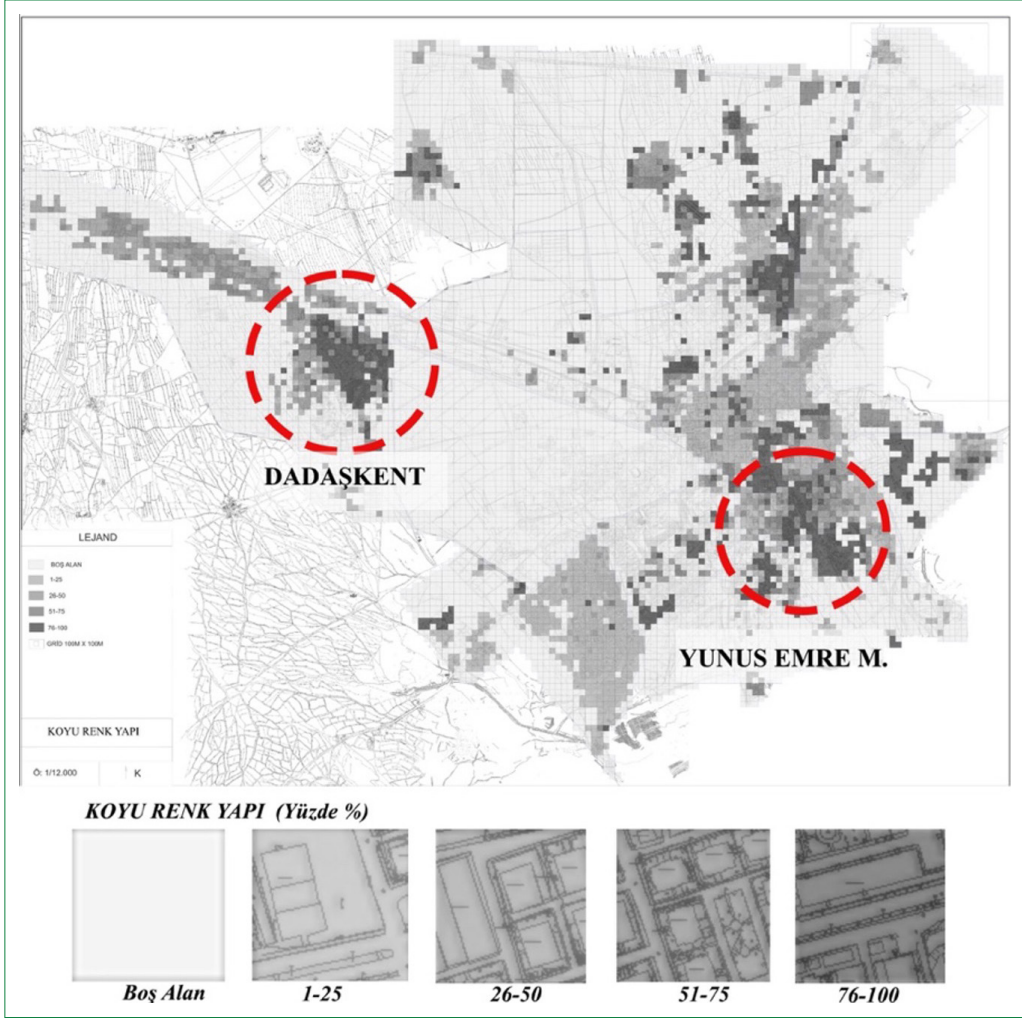 DADAŞKENT
YUNUS EMRE M.
LEJAND
BOŞ ALAN
1-25
26-50
51-75
76-100
GRİD 100M X 100M
KOYU RENK YAPI
Ö: 1/12.000 K
KOYU RENK YAPI (Yüzde %)
Boş Alan 1-25 26-50 51-75 76-100